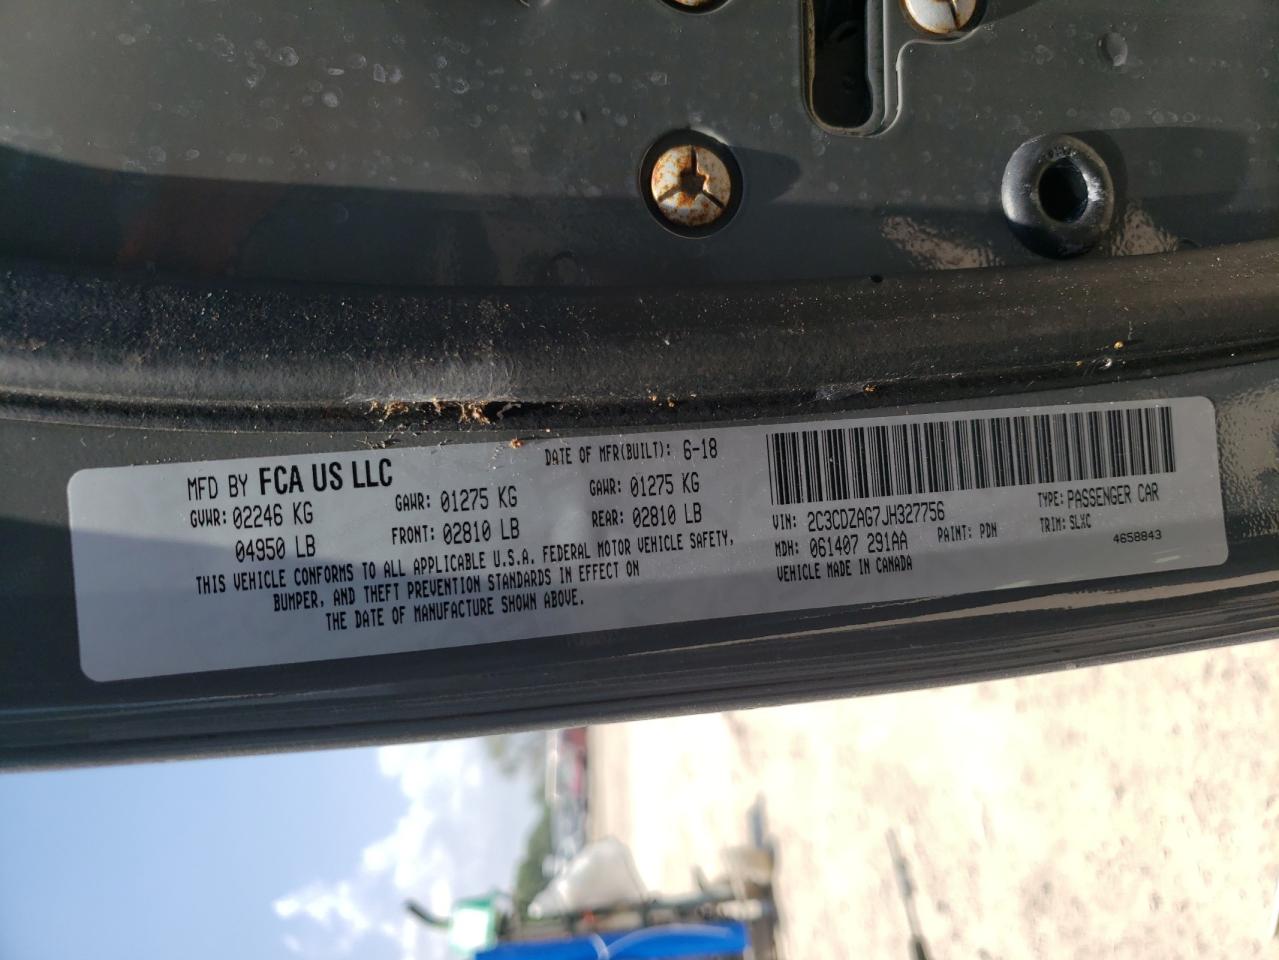 MFD BY FCA US LLC
DATE OF MFR(BUILT): 6-18
GVWR: 02246 KG
04950 LB
GAWR: 01275 KG
FRONT: 02810 LB
GAWR: 01275 KG
REAR: 02810 LB
THIS VEHICLE CONFORMS TO ALL APPLICABLE U.S.A. FEDERAL MOTOR VEHICLE SAFETY,
BUMPER, AND THEFT PREVENTION STANDARDS IN EFFECT ON
THE DATE OF MANUFACTURE SHOWN ABOVE.
VIN: 2C3CDZAG7JH327756
TYPE: PASSENGER CAR
MDH: 061407 291AA
PAINT: PDN
TRIM: SLXC
VEHICLE MADE IN CANADA
4658843